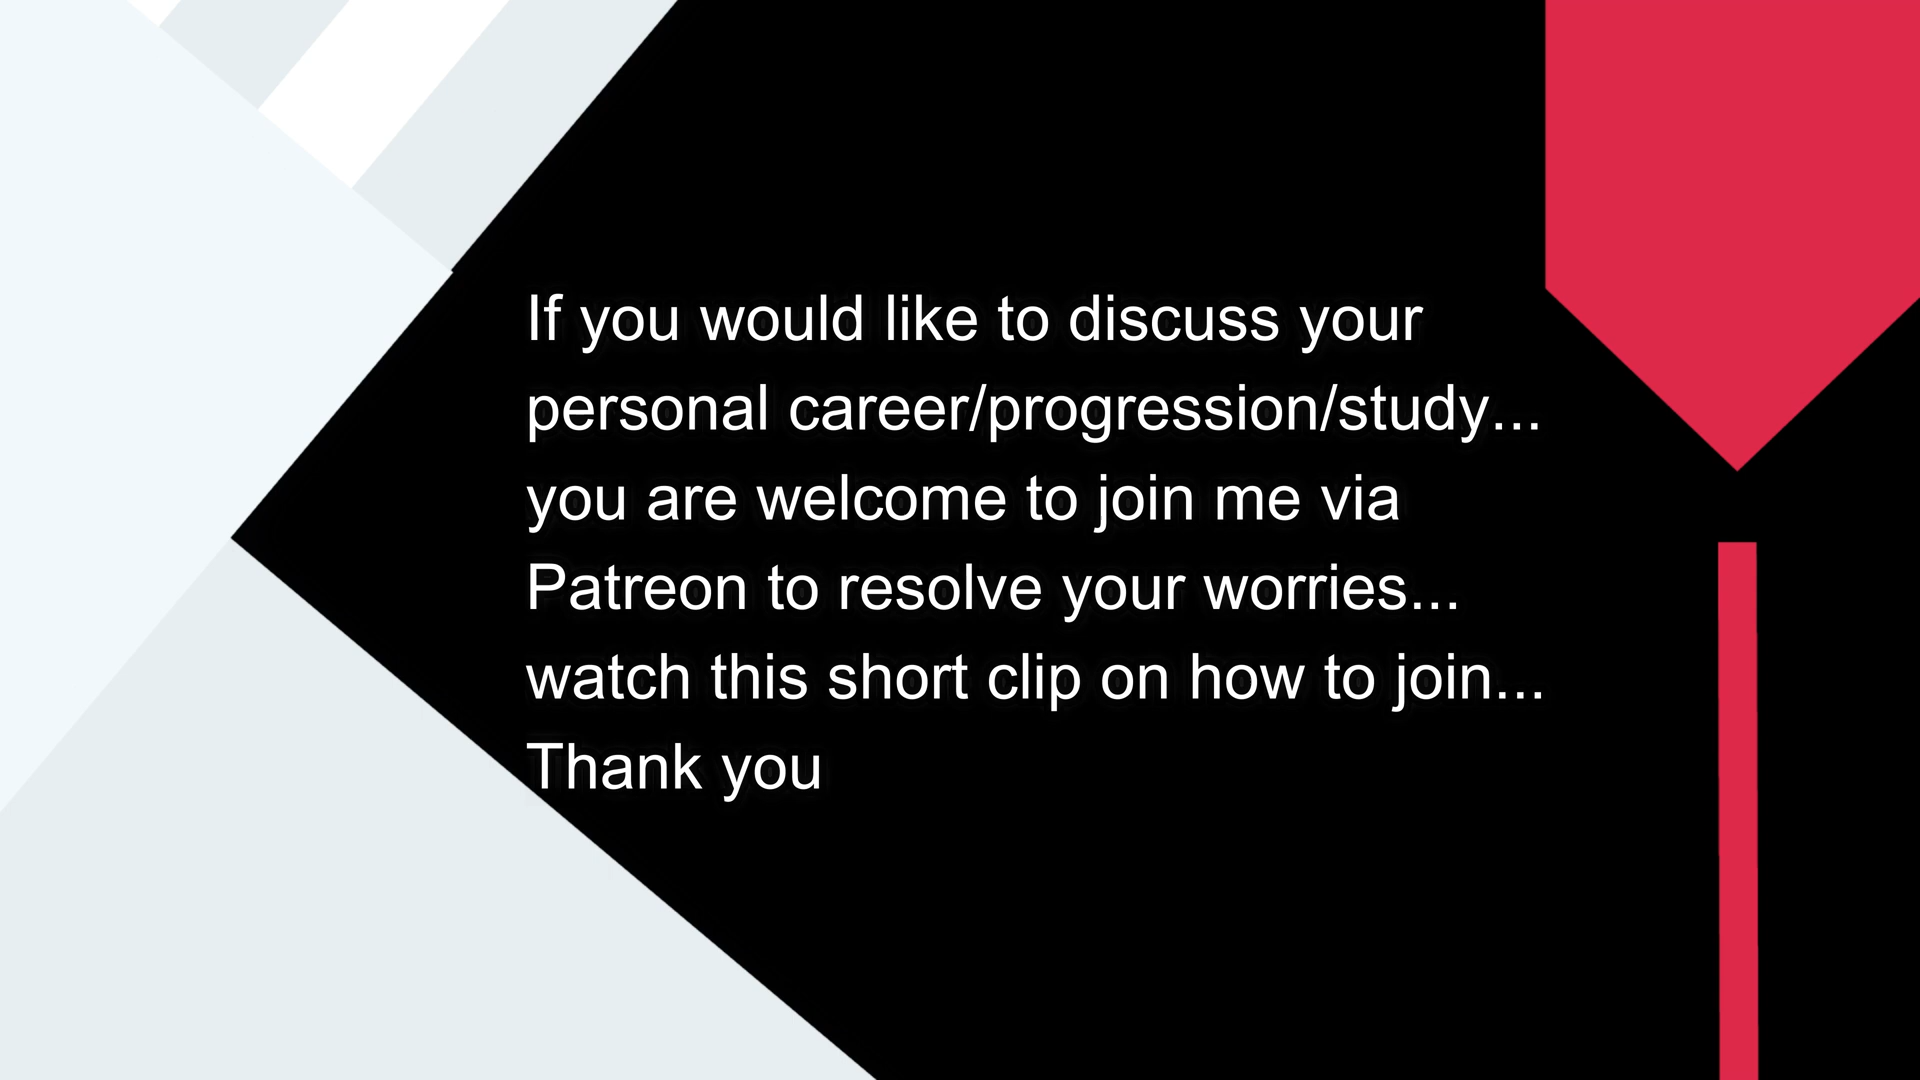 If you would like to discuss your
personal career/progression/study...
you are welcome to join me via
Patreon to resolve your worries...
watch this short clip on how to join...
Thank you